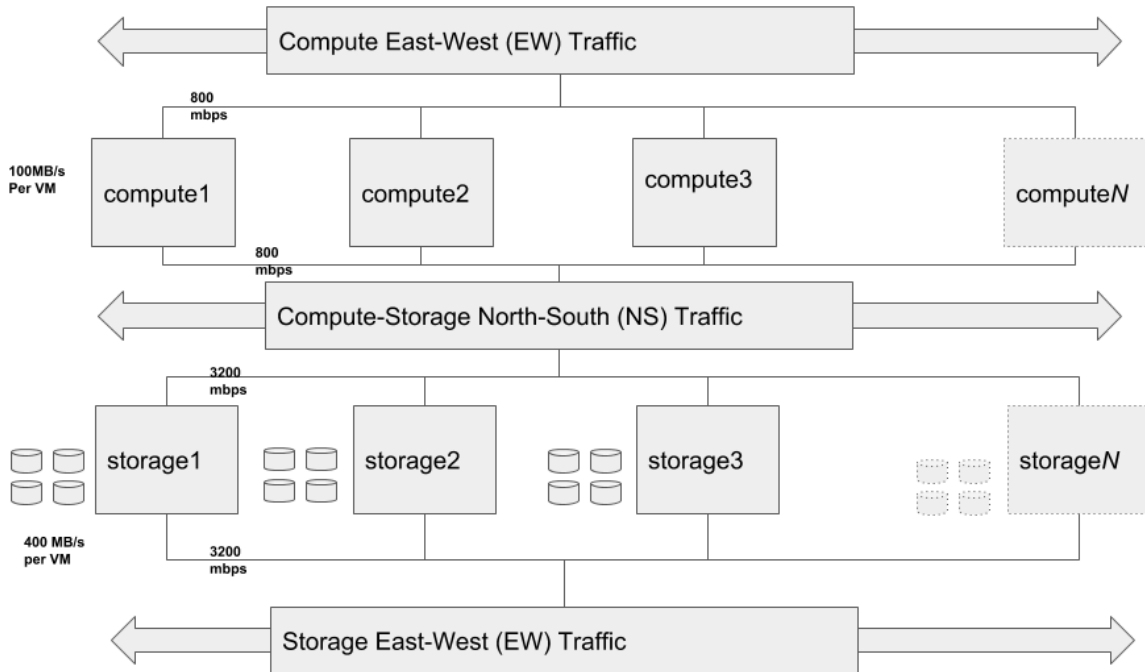 Compute East-West (EW) Traffic
800
mbps
100MB/s
Per VM
compute1
compute2
compute3
computeN
800
mbps
Compute-Storage North-South (NS) Traffic
3200
mbps
storage1
storage2
storage3
storageN
400 MB/s
per VM
3200
mbps
Storage East-West (EW) Traffic